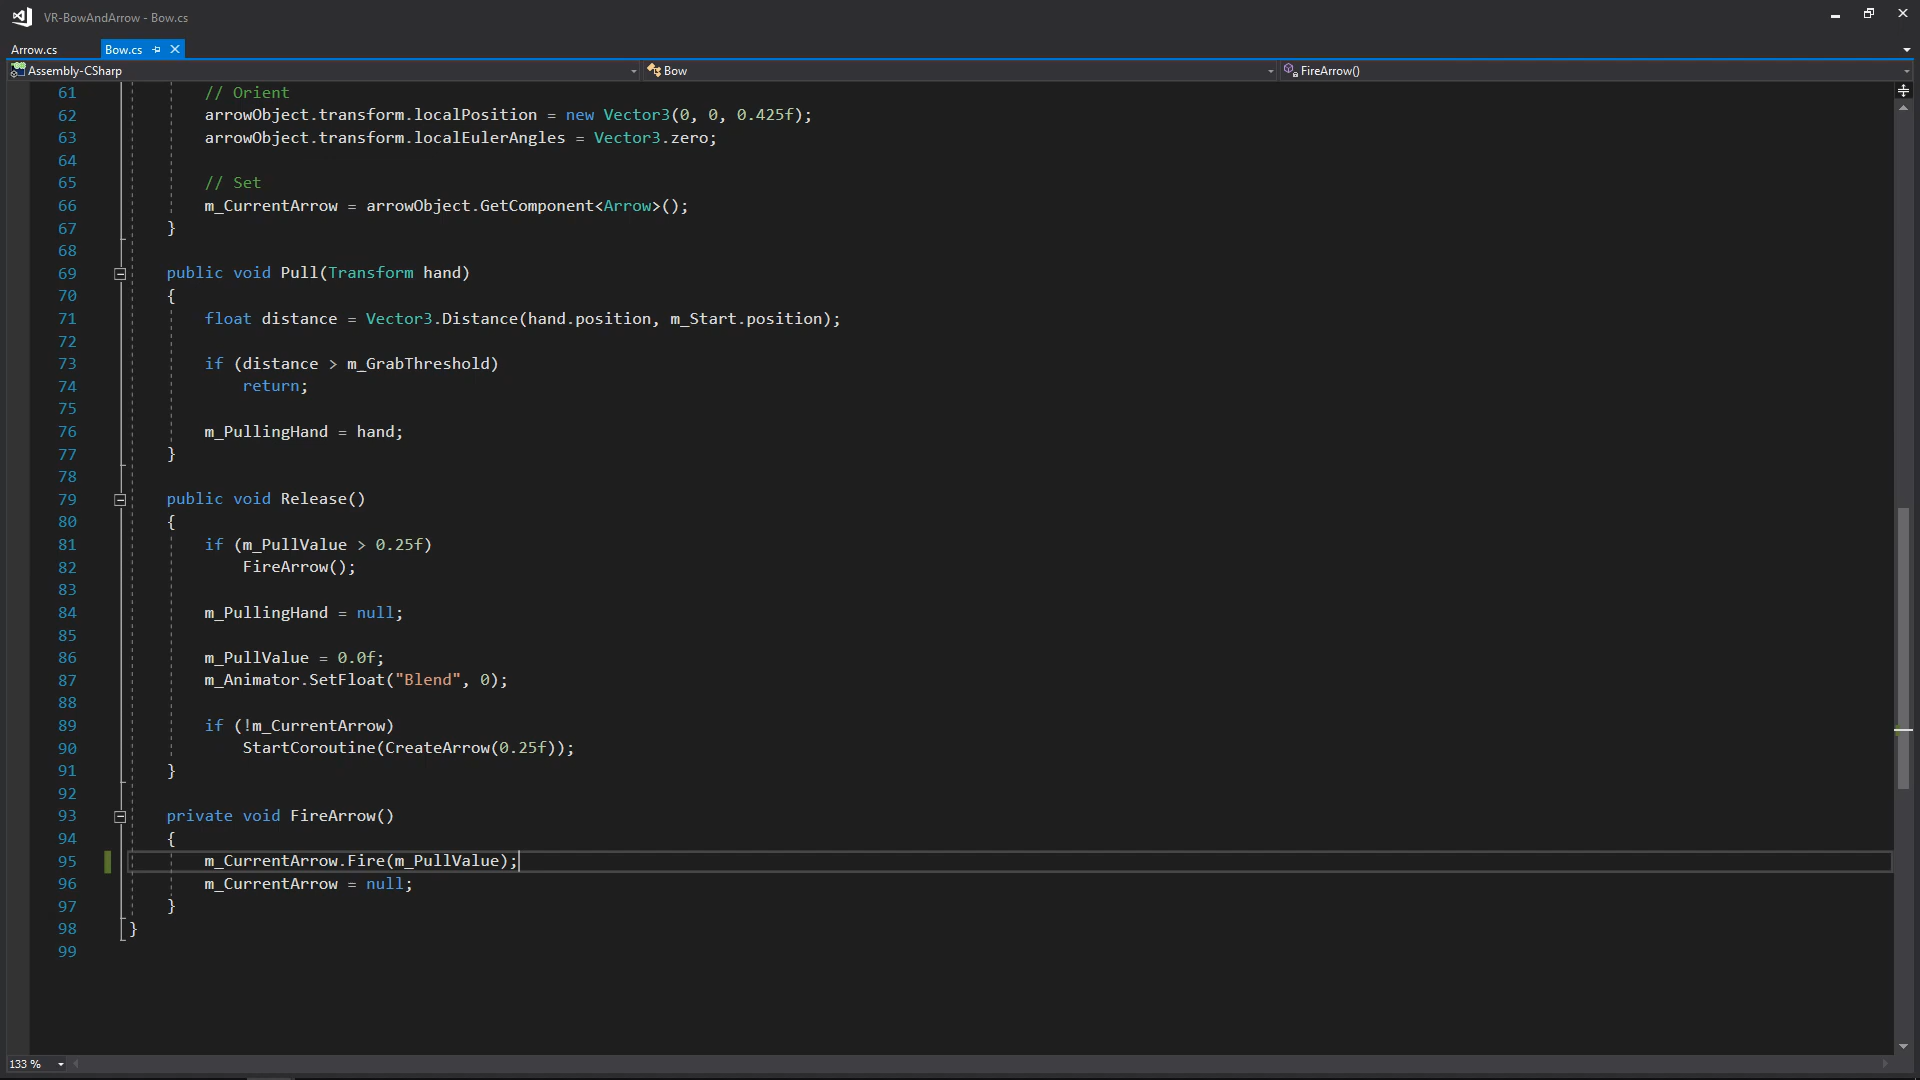 VR-BowAndArrow - Bow.cs
Arrow.cs Bow.cs
Assembly-CSharp Bow FireArrow()
61 // Orient
62 arrowObject.transform.localPosition = new Vector3(0, 0, 0.425f);
63 arrowObject.transform.localEulerAngles = Vector3.zero;
64
65 // Set
66 m_CurrentArrow = arrowObject.GetComponent<Arrow>();
67 }
68
69 public void Pull(Transform hand)
70 {
71 float distance = Vector3.Distance(hand.position, m_Start.position);
72
73 if (distance > m_GrabThreshold)
74 return;
75
76 m_PullingHand = hand;
77 }
78
79 public void Release()
80 {
81 if (m_PullValue > 0.25f)
82 FireArrow();
83
84 m_PullingHand = null;
85
86 m_PullValue = 0.0f;
87 m_Animator.SetFloat("Blend", 0);
88
89 if (!m_CurrentArrow)
90 StartCoroutine(CreateArrow(0.25f));
91 }
92
93 private void FireArrow()
94 {
95 m_CurrentArrow.Fire(m_PullValue);
96 m_CurrentArrow = null;
97 }
98 }
99
133 %